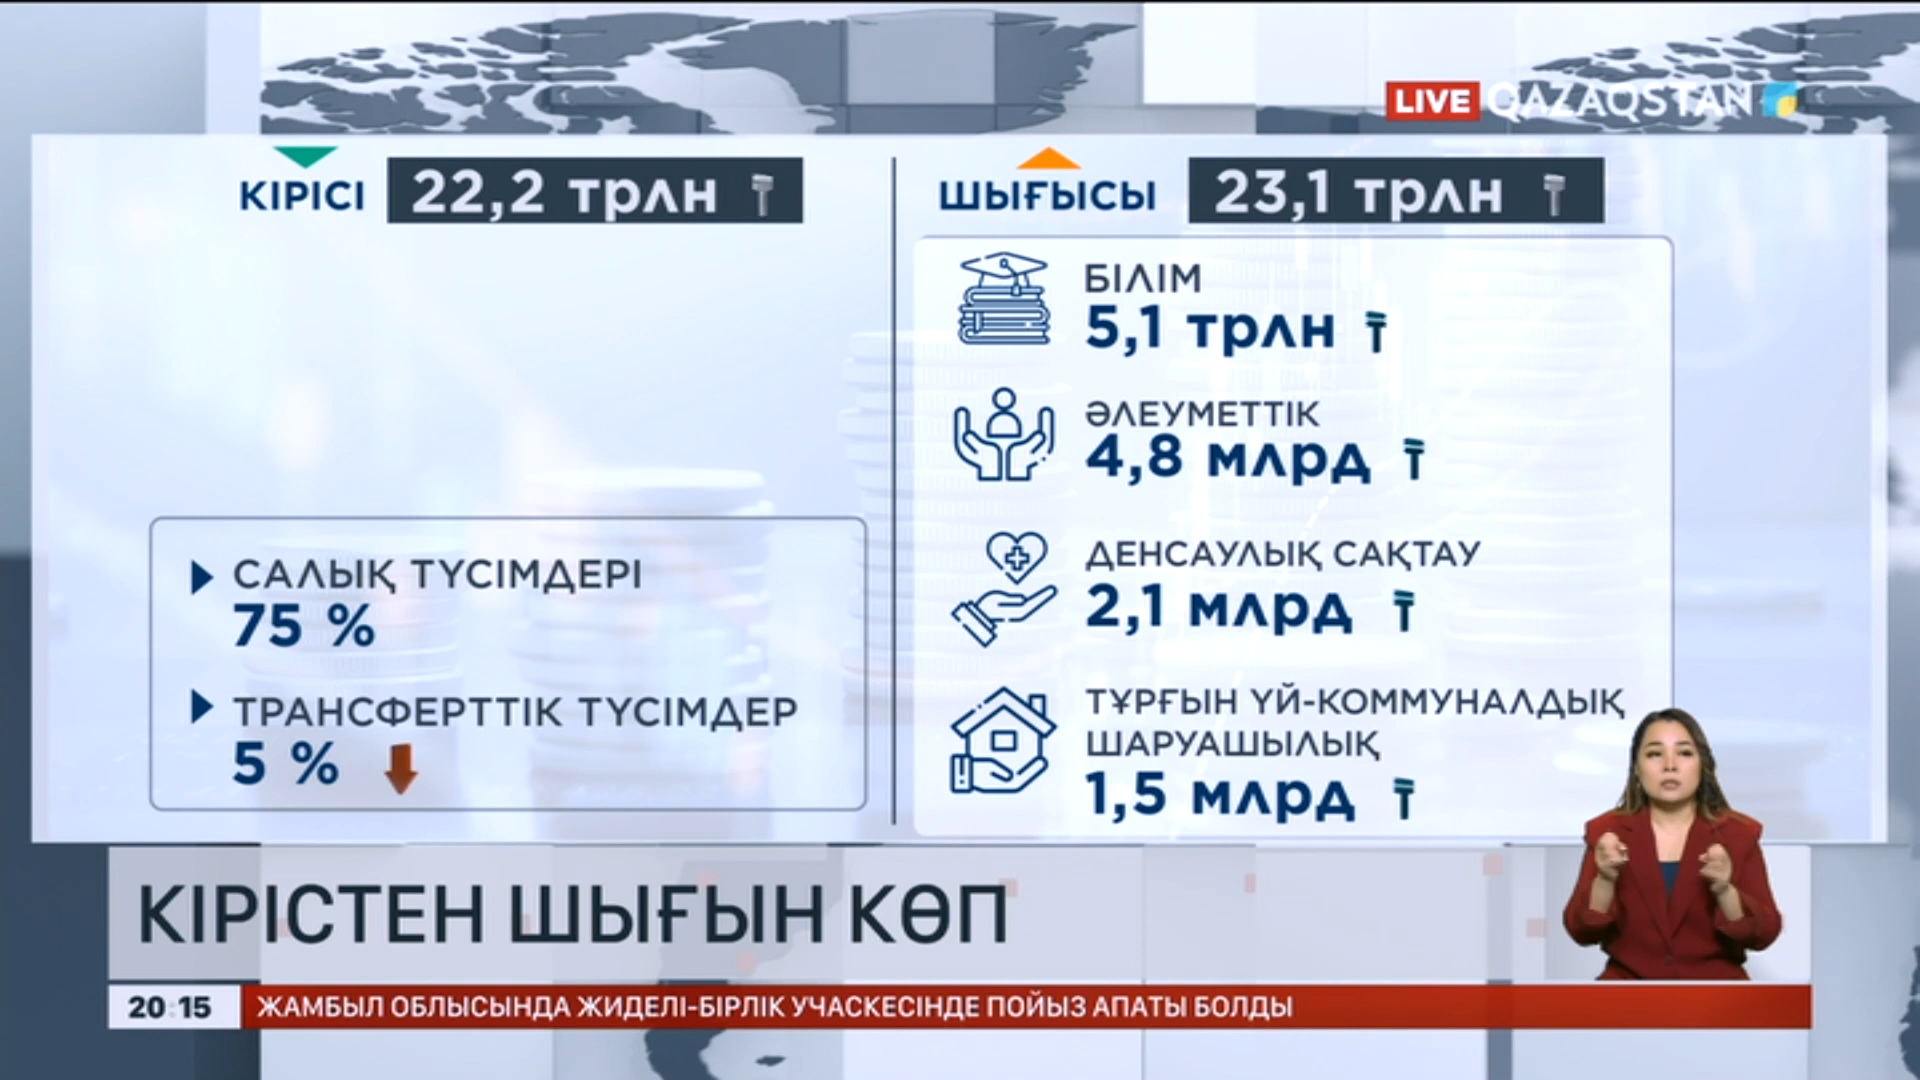 LIVE QAZAQSTAN
КІРІСІ 22,2 трлн ₸
САЛЫҚ ТҮСІМДЕРІ
75 %
ТРАНСФЕРТТІК ТҮСІМДЕР
5 %
ШЫҒЫСЫ 23,1 трлн ₸
БІЛІМ
5,1 трлн ₸
ӘЛЕУМЕТТІК
4,8 млрд ₸
ДЕНСАУЛЫҚ САҚТАУ
2,1 млрд ₸
ТҰРҒЫН ҮЙ-КОММУНАЛДЫҚ
ШАРУАШЫЛЫҚ
1,5 млрд ₸
КІРІСТЕН ШЫҒЫН КӨП
20:15 ЖАМБЫЛ ОБЛЫСЫНДА ЖИДЕЛІ-БІРЛІК УЧАСКЕСІНДЕ ПОЙЫЗ АПАТЫ БОЛДЫ